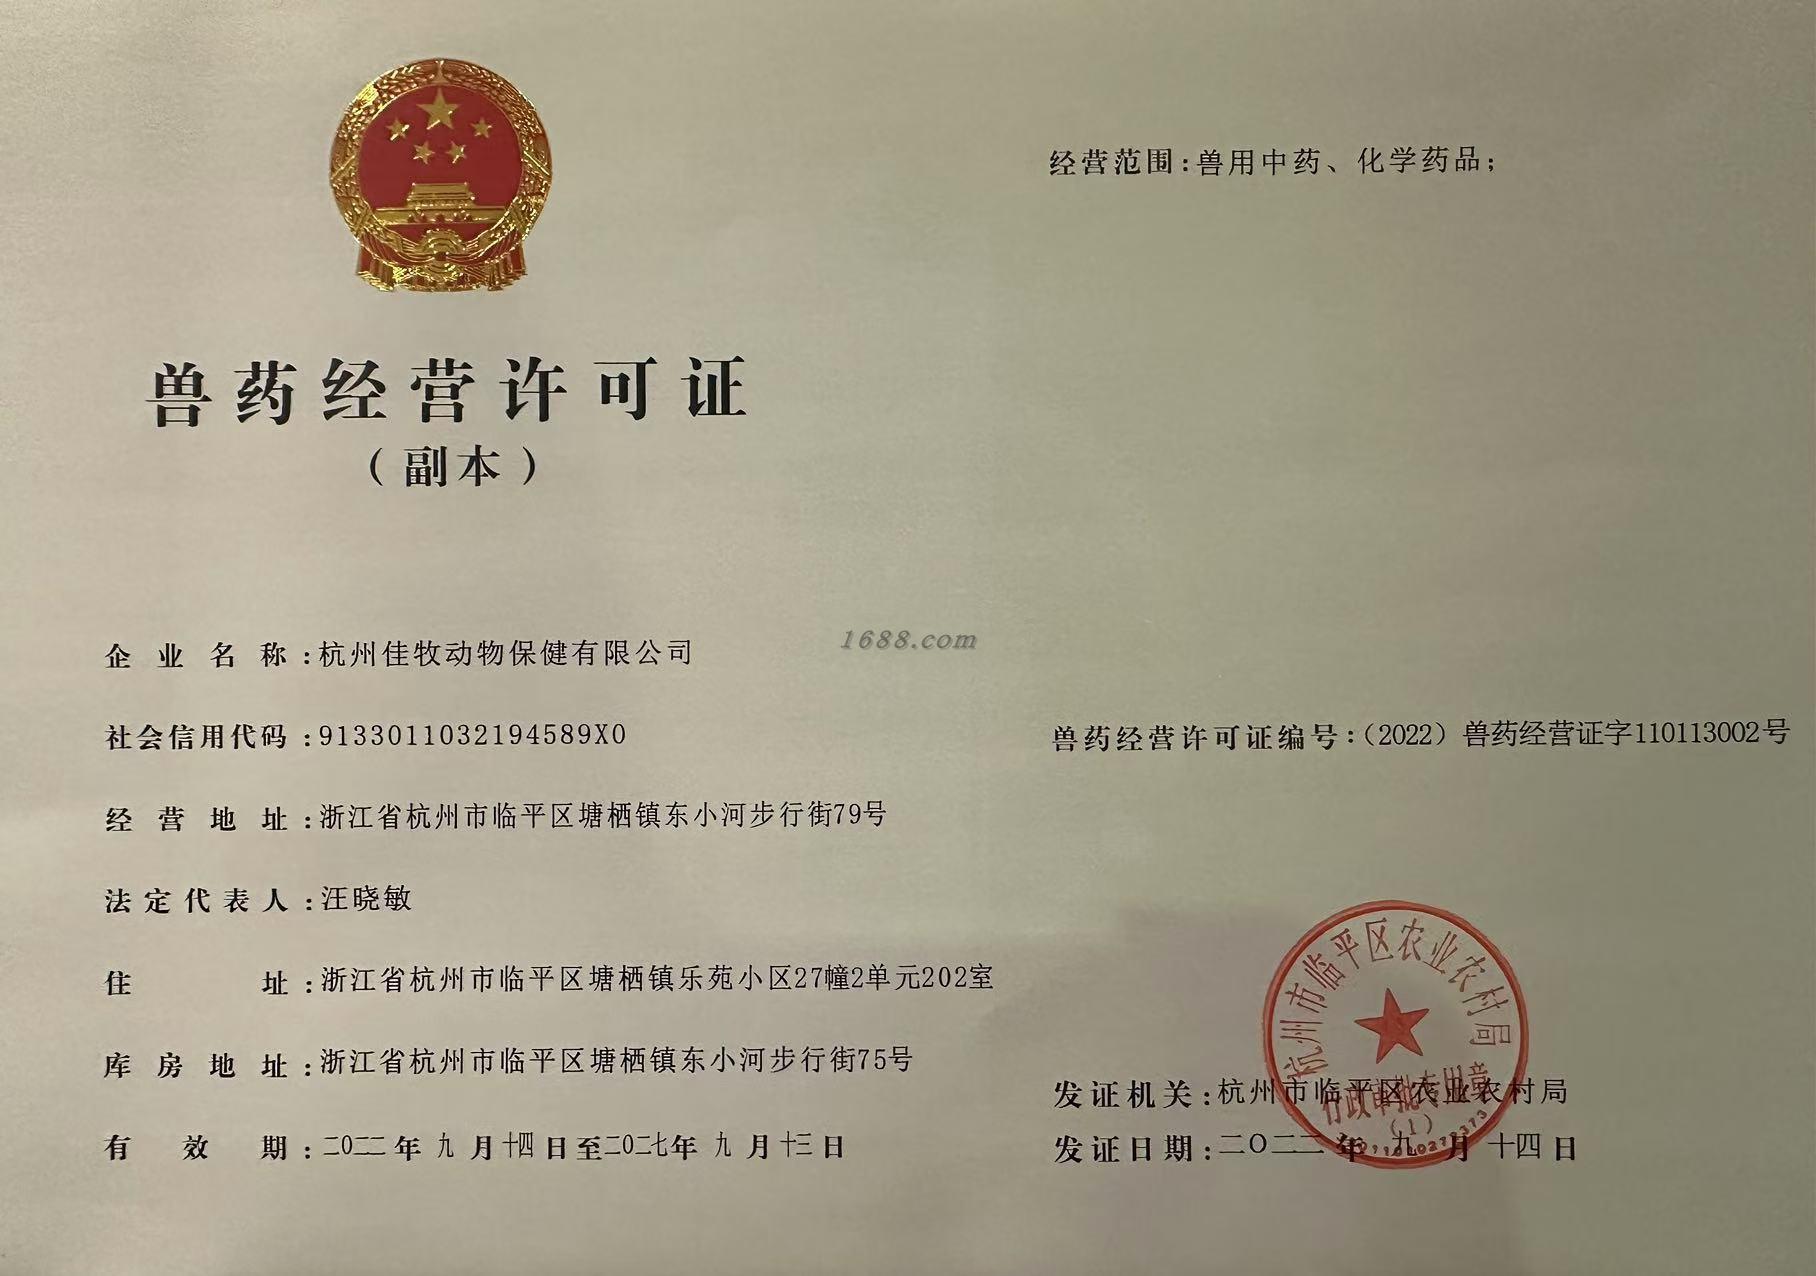 兽药经营许可证
（副本）
企业名称:杭州佳牧动物保健有限公司
社会信用代码:9133011032194589X0
经营地址:浙江省杭州市临平区塘栖镇东小河步行街79号
法定代表人:汪晓敏
住址:浙江省杭州市临平区塘栖镇乐苑小区27幢2单元202室
库房地址:浙江省杭州市临平区塘栖镇东小河步行街75号
有效期:二〇二二年九月十四日至二〇二七年九月十三日
1688.com
经营范围:兽用中药、化学药品;
兽药经营许可证编号:（2022）兽药经营证字110113002号
发证机关:杭州市临平区农业农村局
发证日期:二〇二二年九月十四日
杭州市临平区农业农村局
行政审批专用章
（1）